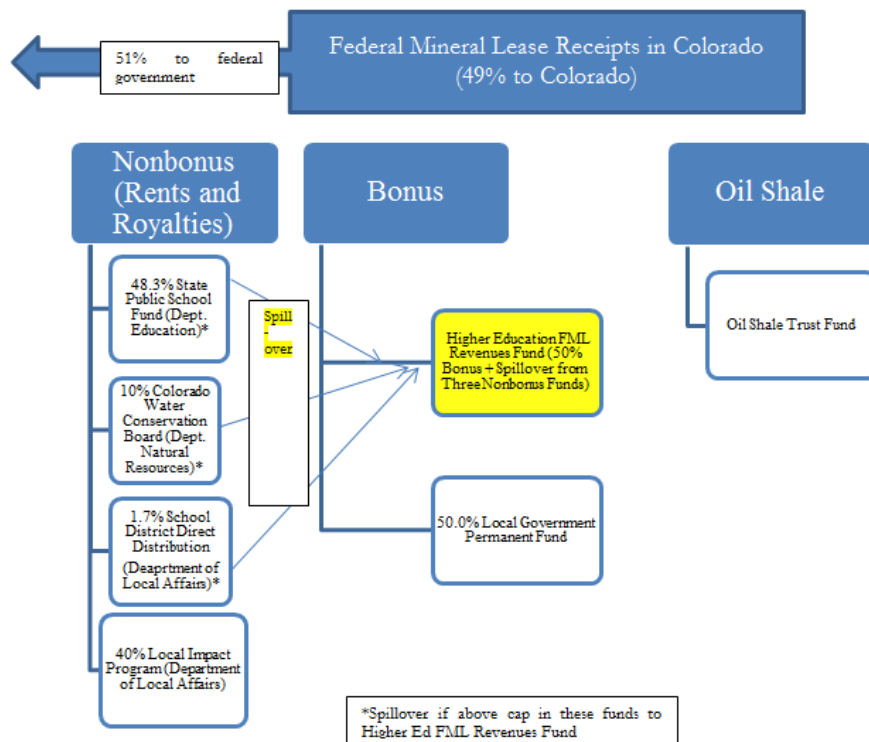 51% to federal
government
Federal Mineral Lease Receipts in Colorado
(49% to Colorado)
Nonbonus
(Rents and
Royalties)
Bonus
Oil Shale
48.3% State
Public School
Fund (Dept.
Education)*
Spill
-
over
Higher Education FML
Revenues Fund (50%
Bonus + Spillover from
Three Nonbonus Funds)
Oil Shale Trust Fund
10% Colorado
Water
Conservation
Board (Dept.
Natural
Resources)*
1.7% School
District Direct
Distribution
(Deaprtment of
Local Affairs)*
50.0% Local Government
Permanent Fund
40% Local Impact
Program (Department
of Local Affairs)
*Spillover if above cap in these funds to
Higher Ed FML Revenues Fund